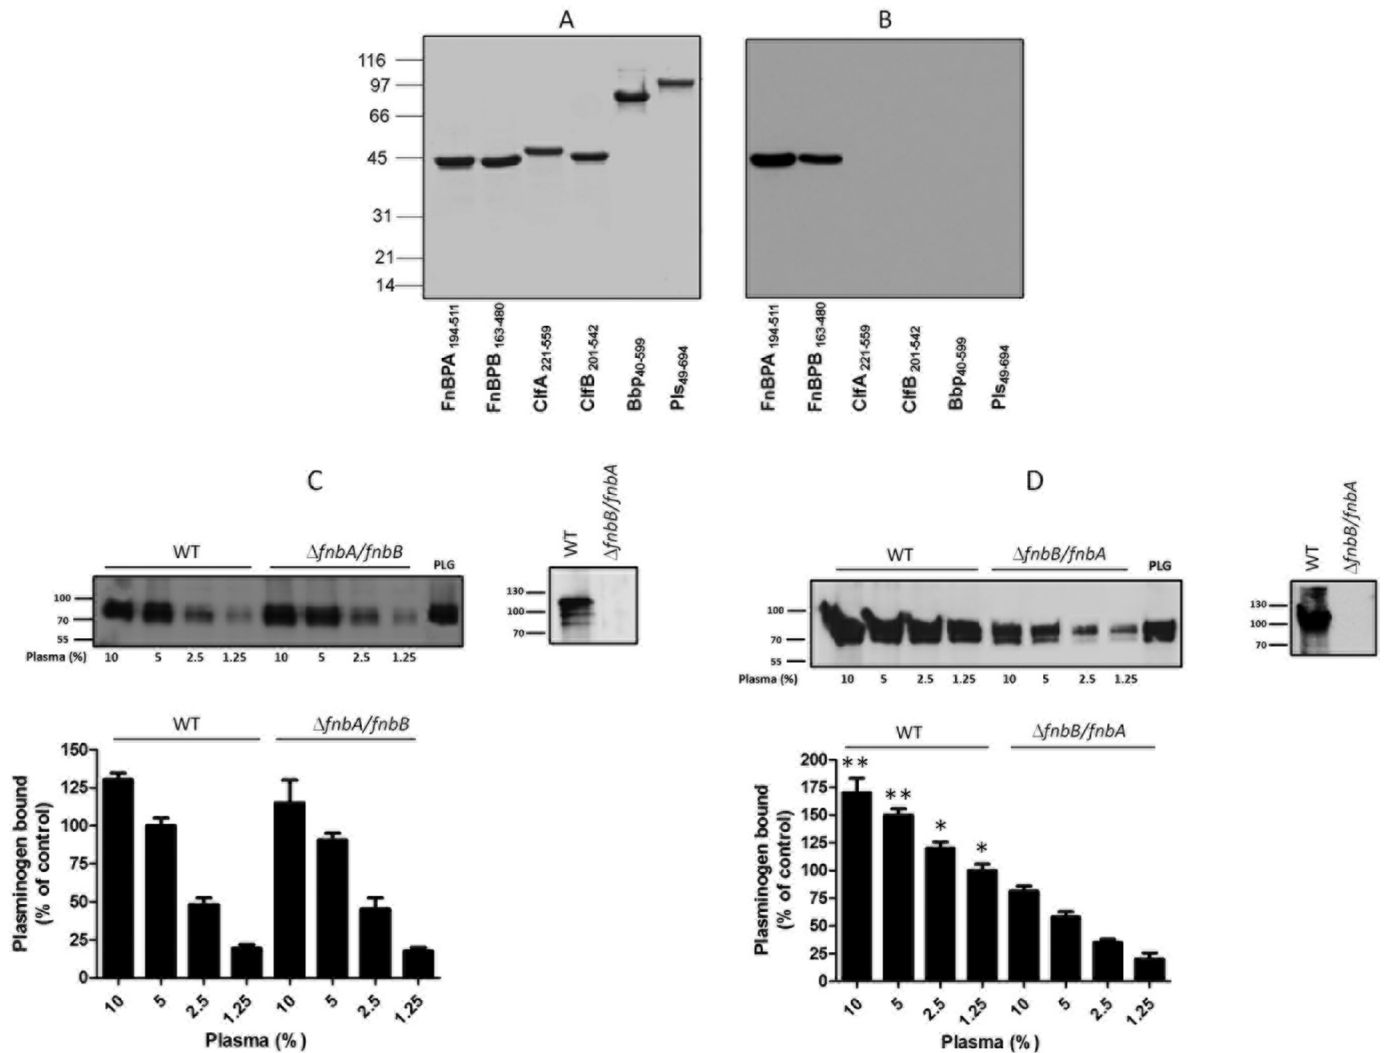 A
B
116
97
66
45
31
21
14
FnBPA 194-511
FnBPB 163-480
ClfA 221-559
ClfB 201-542
Bbp40-599
Pls49-694
FnBPA 194-511
FnBPB 163-480
ClfA 221-559
ClfB 201-542
Bbp40-599
Pls49-694
C
WT
ΔfnbA/fnbB
PLG
100
70
55
Plasma (%)
10 5 2.5 1.25 10 5 2.5 1.25
WT
ΔfnbB/fnbA
130
100
70
WT
ΔfnbA/fnbB
Plasminogen bound
(% of control)
150
125
100
75
50
25
0
10 5 2.5 1.25 10 5 2.5 1.25
Plasma (%)
D
WT
ΔfnbB/fnbA
PLG
100
70
55
Plasma (%)
10 5 2.5 1.25 10 5 2.5 1.25
WT
ΔfnbB/fnbA
130
100
70
WT
ΔfnbB/fnbA
Plasminogen bound
(% of control)
200
175
150
125
100
75
50
25
0
** ** * *
10 5 2.5 1.25 10 5 2.5 1.25
Plasma (%)